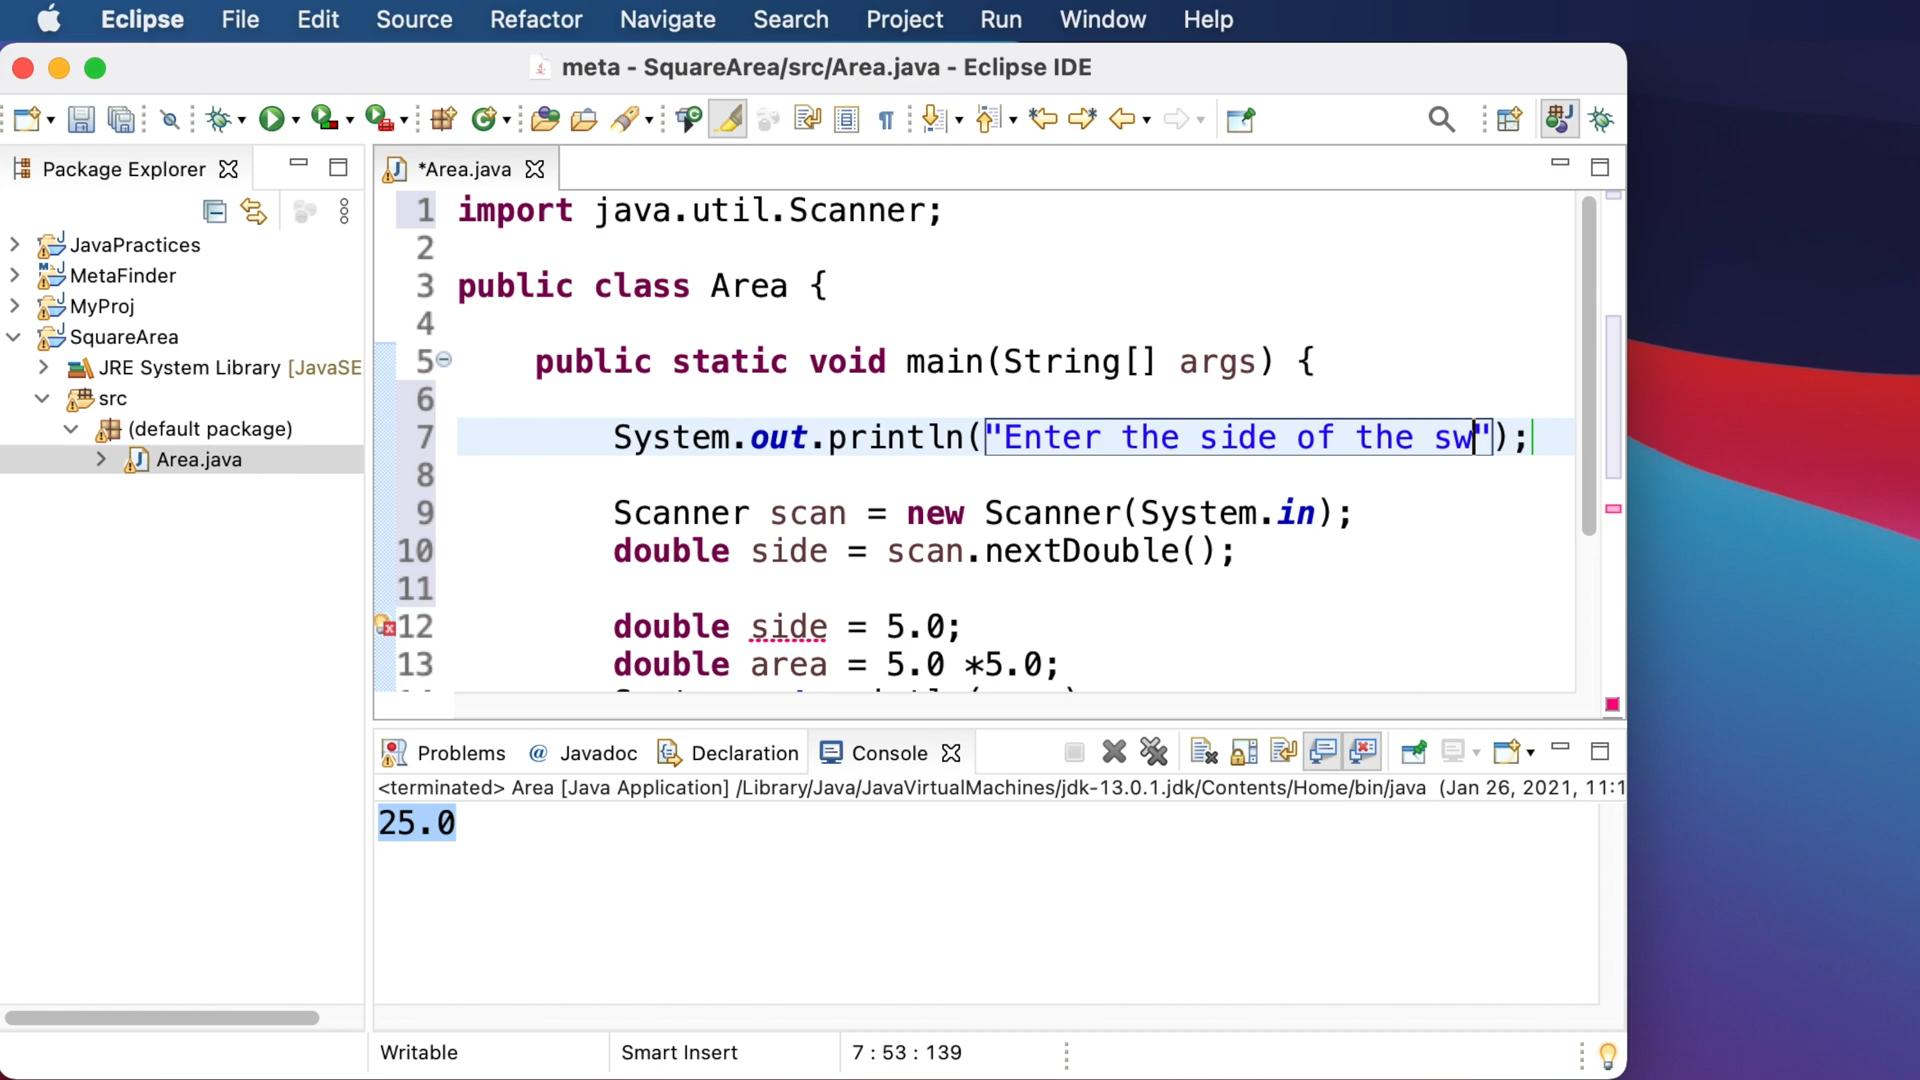 Eclipse File Edit Source Refactor Navigate Search Project Run Window Help
meta - SquareArea/src/Area.java - Eclipse IDE
Package Explorer
*Area.java
JavaPractices
MetaFinder
MyProj
SquareArea
JRE System Library [JavaSE
src
(default package)
Area.java
1 import java.util.Scanner;
2
3 public class Area {
4
5 public static void main(String[] args) {
6
7 System.out.println("Enter the side of the sw");
8
9 Scanner scan = new Scanner(System.in);
10 double side = scan.nextDouble();
11
12 double side = 5.0;
13 double area = 5.0 *5.0;
Problems @ Javadoc Declaration Console
<terminated> Area [Java Application] /Library/Java/JavaVirtualMachines/jdk-13.0.1.jdk/Contents/Home/bin/java (Jan 26, 2021, 11:1
25.0
Writable Smart Insert 7 : 53 : 139